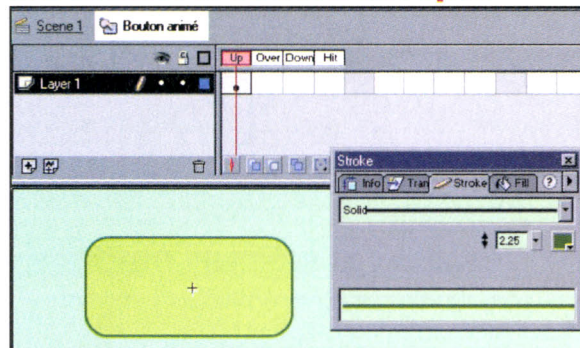 Scene 1 Bouton animé
Up Over Down Hit
Layer 1
Stroke
Info Tran Stroke Fill ?
Solid
2.25